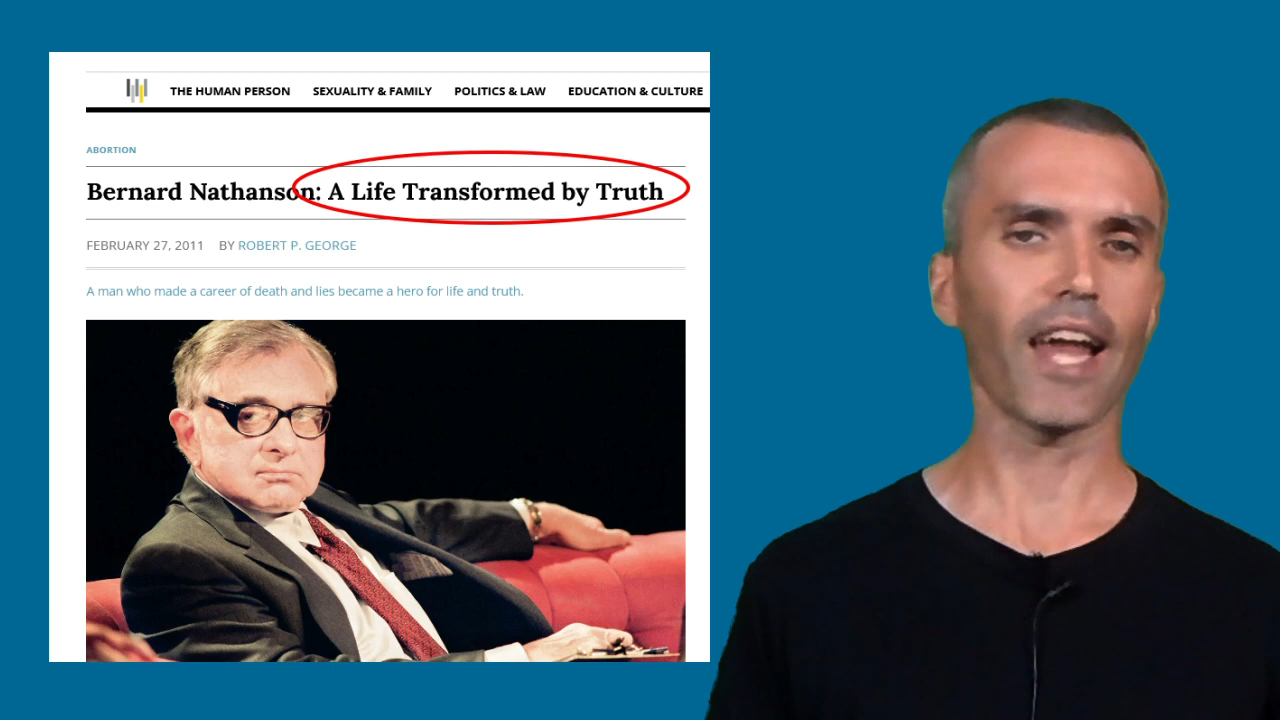 THE HUMAN PERSON SEXUALITY & FAMILY POLITICS & LAW EDUCATION & CULTURE
ABORTION
Bernard Nathanson: A Life Transformed by Truth
FEBRUARY 27, 2011 BY ROBERT P. GEORGE
A man who made a career of death and lies became a hero for life and truth.